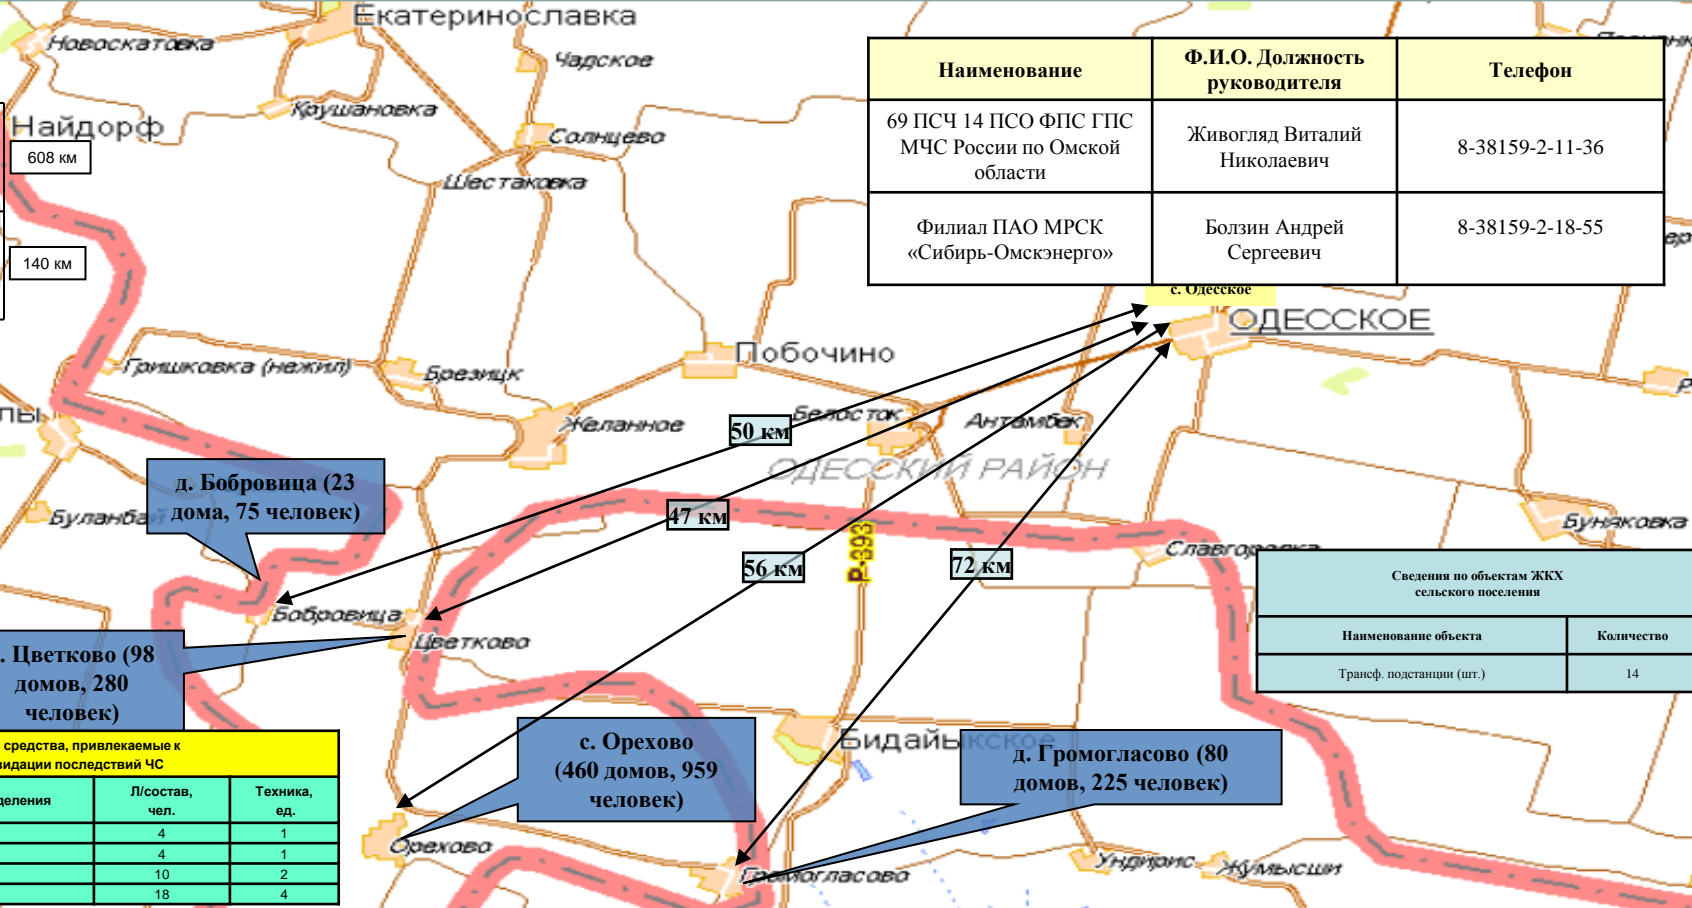 Екатеринославка
Новоскатовка
Чадское
Крушановка
Найдорф
Солнцево
608 км
Шестаковка
140 км
Наименование
Ф.И.О. Должность
руководителя
Телефон
69 ПСЧ 14 ПСО ФПС ГПС
МЧС России по Омской
области
Живогляд Виталий
Николаевич
8-38159-2-11-36
Филиал ПАО МРСК
«Сибирь-Омскэнерго»
Болзин Андрей
Сергеевич
8-38159-2-18-55
с. Одесское
ОДЕССКОЕ
Побочино
Гришковка (нежил)
Брезицк
Желанное
Белосток
Антамбек
50 км
ОДЕССКИЙ РАЙОН
д. Бобровица (23
дома, 75 человек)
Буланбай
47 км
Р-393
Буняковка
Славгородка
56 км
72 км
Сведения по объектам ЖКХ
сельского поселения
Наименование объекта
Количество
Трансф. подстанции (шт.)
14
Бобровица
Цветково
. Цветково (98
домов, 280
человек)
с. Орехово
(460 домов, 959
человек)
Бидайыкское
д. Громогласово (80
домов, 225 человек)
средства, привлекаемые к
видации последствий ЧС
деления
Л/состав,
чел.
Техника,
ед.
4
1
4
1
10
2
18
4
Орехово
Громогласово
Ундирис
Жумысши